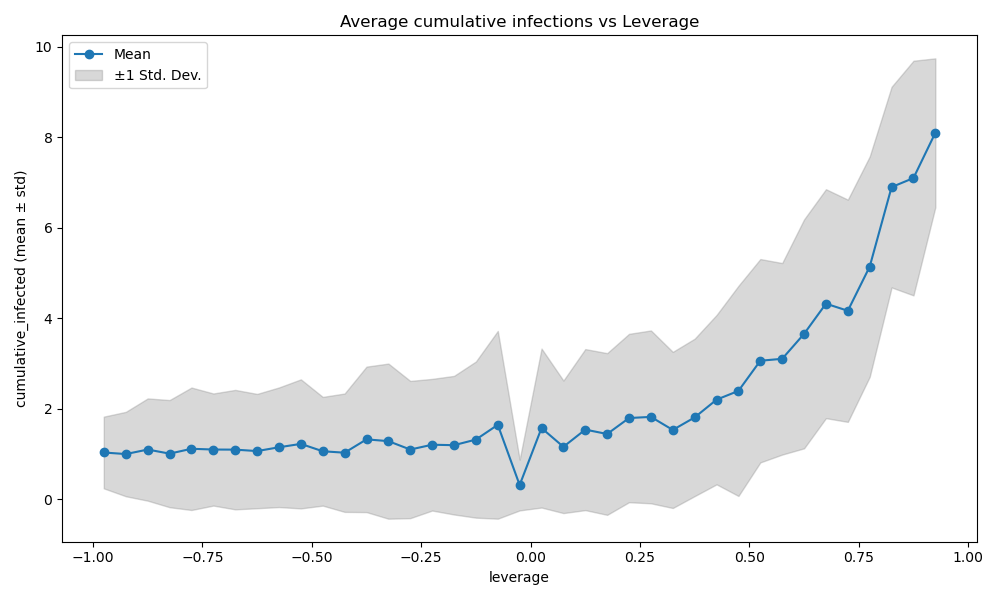 Average cumulative infections vs Leverage
Mean
±1 Std. Dev.
cumulative_infected (mean ± std)
10
8
6
4
2
0
−1.00 −0.75 −0.50 −0.25 0.00 0.25 0.50 0.75 1.00
leverage